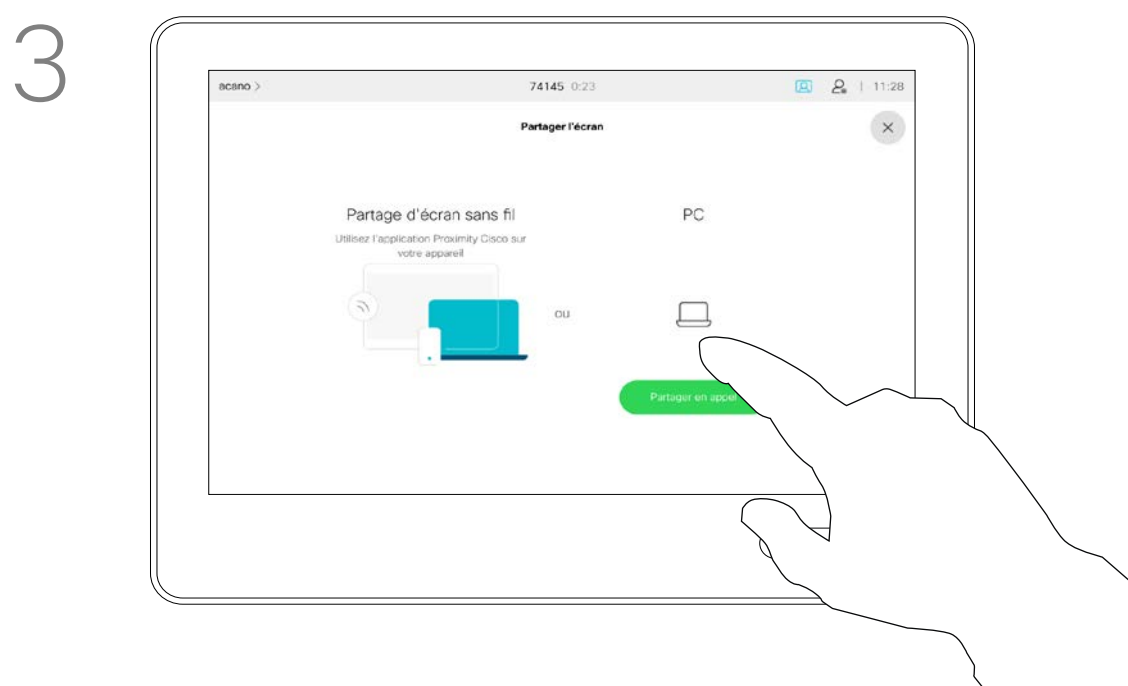 3
acano >
74145 0:23
11:28
Partager l'écran
Partage d'écran sans fil
Utilisez l'application Proximity Cisco sur
votre appareil
PC
ou
Partager en appel